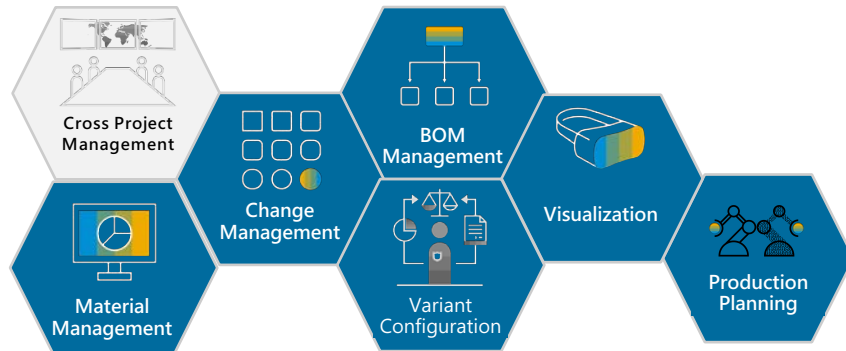 Cross Project
Management
BOM
Management
Change
Management
Visualization
Material
Management
Variant
Configuration
Production
Planning